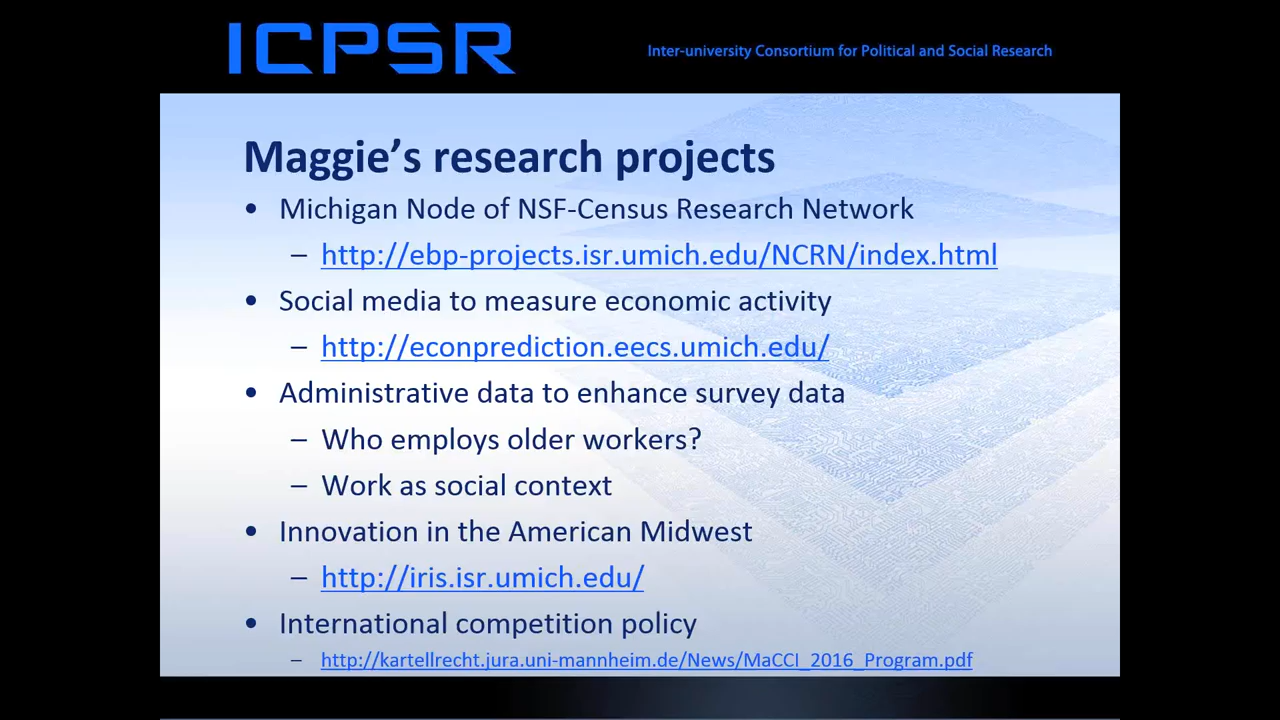 ICPSR
Inter-university Consortium for Political and Social Research
Maggie's research projects
• Michigan Node of NSF-Census Research Network
– http://ebp-projects.isr.umich.edu/NCRN/index.html
• Social media to measure economic activity
– http://econprediction.eecs.umich.edu/
• Administrative data to enhance survey data
– Who employs older workers?
– Work as social context
• Innovation in the American Midwest
– http://iris.isr.umich.edu/
• International competition policy
– http://kartellrecht.jura.uni-mannheim.de/News/MaCCI_2016_Program.pdf